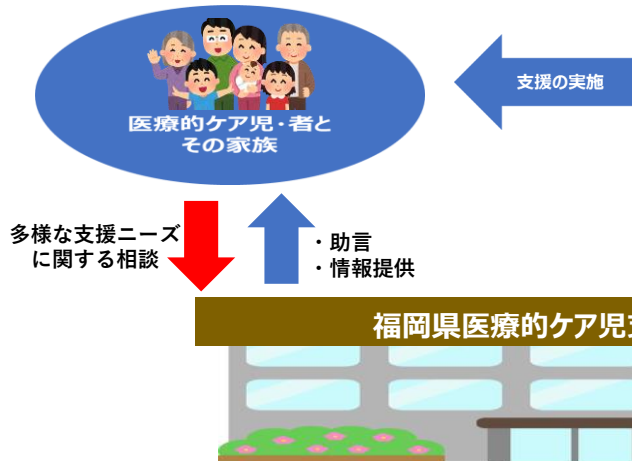 医療的ケア児・者と
その家族
支援の実施
多様な支援ニーズ
に関する相談
・助言
・情報提供
福岡県医療的ケア児